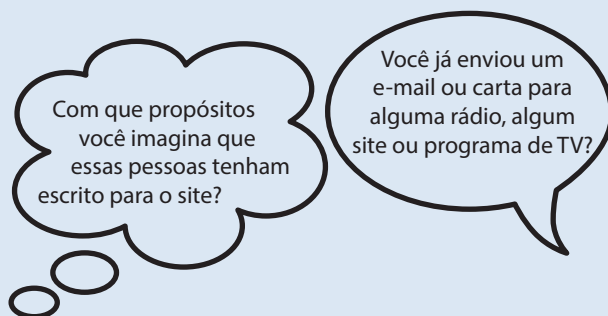 Com que propósitos
você imagina que
essas pessoas tenham
escrito para o site?
Você já enviou um
e-mail ou carta para
alguma rádio, algum
site ou programa de TV?